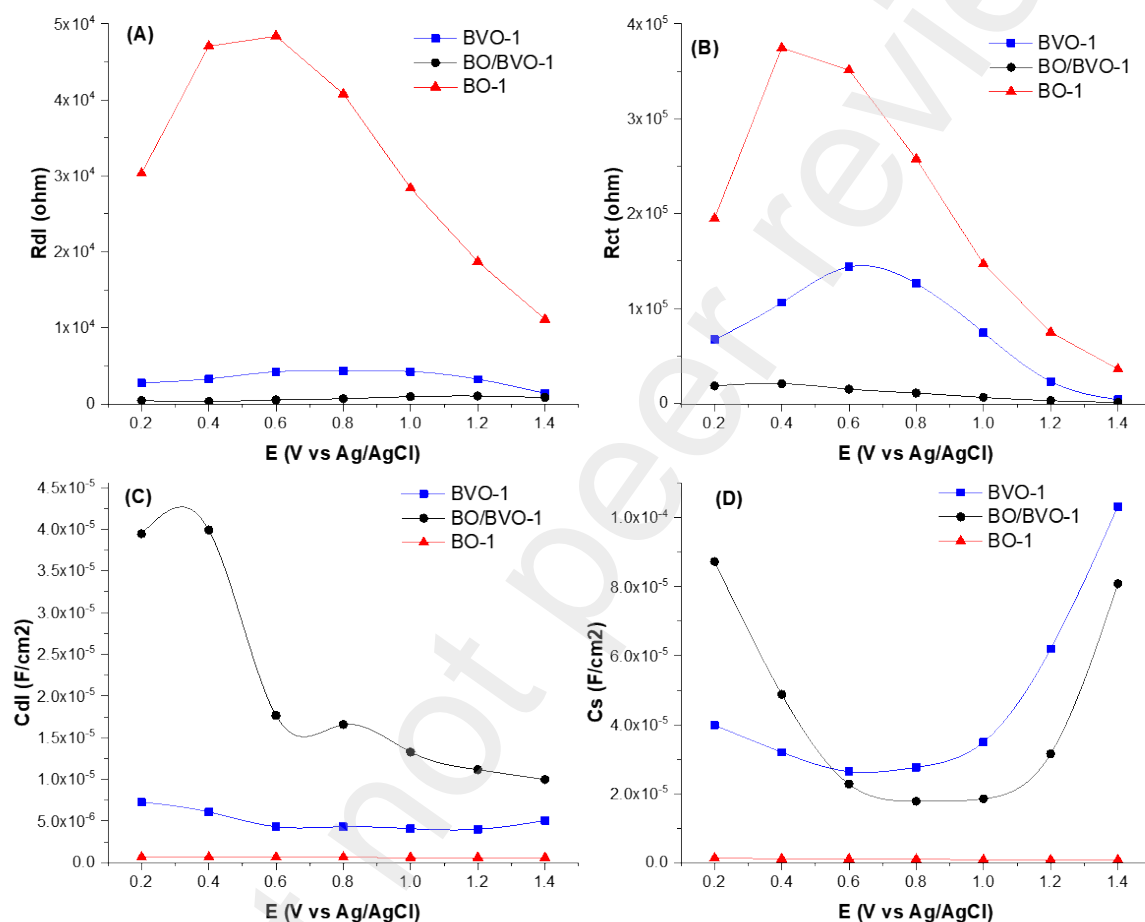 (A)
BVO-1
BO/BVO-1
BO-1
5x10⁴
4x10⁴
3x10⁴
2x10⁴
1x10⁴
0
Rdl (ohm)
0.2 0.4 0.6 0.8 1.0 1.2 1.4
E (V vs Ag/AgCl)
(B)
BVO-1
BO/BVO-1
BO-1
4x10⁵
3x10⁵
2x10⁵
1x10⁵
0
Rct (ohm)
0.2 0.4 0.6 0.8 1.0 1.2 1.4
E (V vs Ag/AgCl)
(C)
BVO-1
BO/BVO-1
BO-1
4.5x10⁻⁵
4.0x10⁻⁵
3.5x10⁻⁵
3.0x10⁻⁵
2.5x10⁻⁵
2.0x10⁻⁵
1.5x10⁻⁵
1.0x10⁻⁵
5.0x10⁻⁶
0.0
Cdl (F/cm2)
0.2 0.4 0.6 0.8 1.0 1.2 1.4
E (V vs Ag/AgCl)
(D)
BVO-1
BO/BVO-1
BO-1
1.0x10⁻⁴
8.0x10⁻⁵
6.0x10⁻⁵
4.0x10⁻⁵
2.0x10⁻⁵
0.0
Cs (F/cm2)
0.2 0.4 0.6 0.8 1.0 1.2 1.4
E (V vs Ag/AgCl)
not peer review